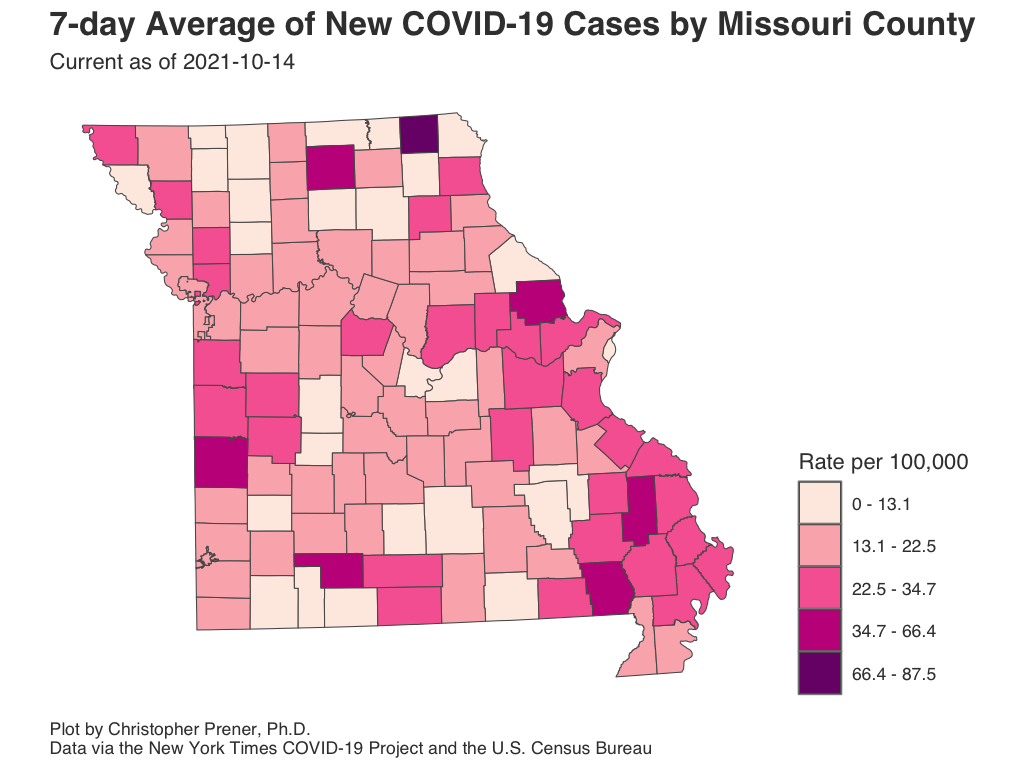 7-day Average of New COVID-19 Cases by Missouri County
Current as of 2021-10-14
Rate per 100,000
0 - 13.1
13.1 - 22.5
22.5 - 34.7
34.7 - 66.4
66.4 - 87.5
Plot by Christopher Prener, Ph.D.
Data via the New York Times COVID-19 Project and the U.S. Census Bureau